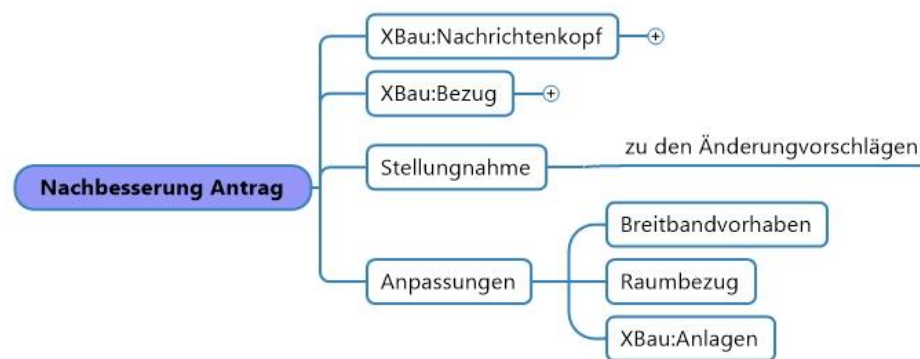 XBau:Nachrichtenkopf
XBau:Bezug
zu den Änderungvorschlägen
Stellungnahme
Nachbesserung Antrag
Breitbandvorhaben
Anpassungen
Raumbezug
XBau:Anlagen